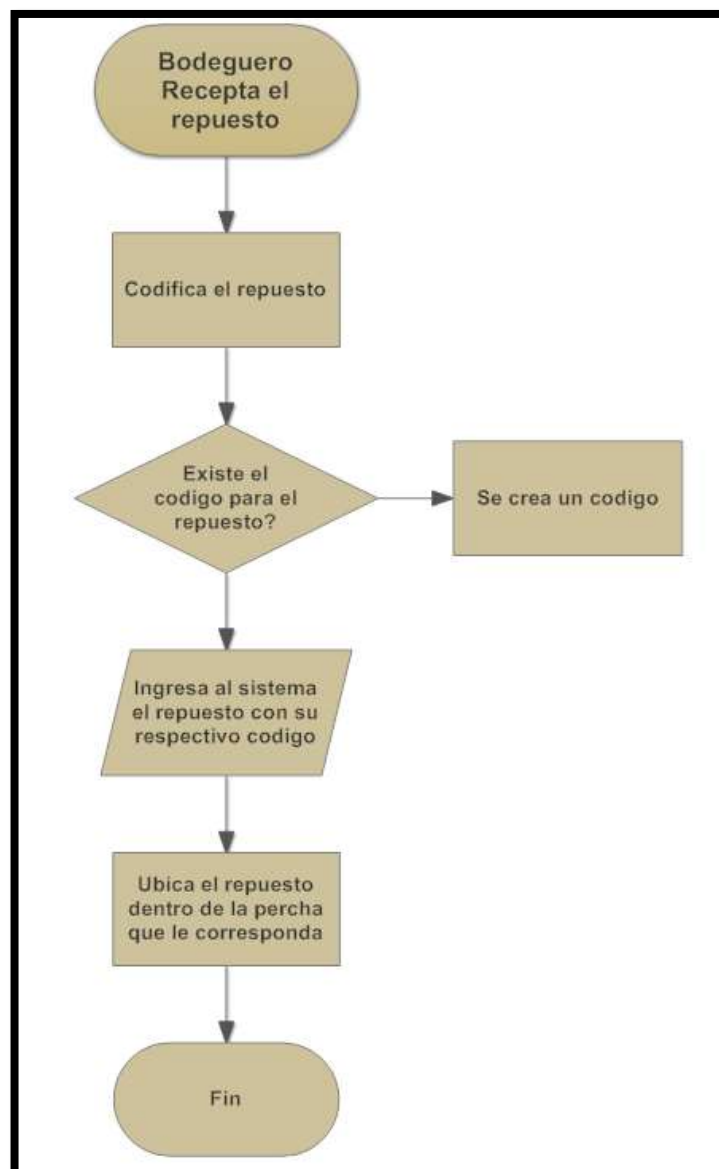 Bodeguero
Recepta el
repuesto
Codifica el repuesto
Existe el
codigo para el
repuesto?
Se crea un codigo
Ingresa al sistema
el repuesto con su
respectivo codigo
Ubica el repuesto
dentro de la percha
que le corresponda
Fin